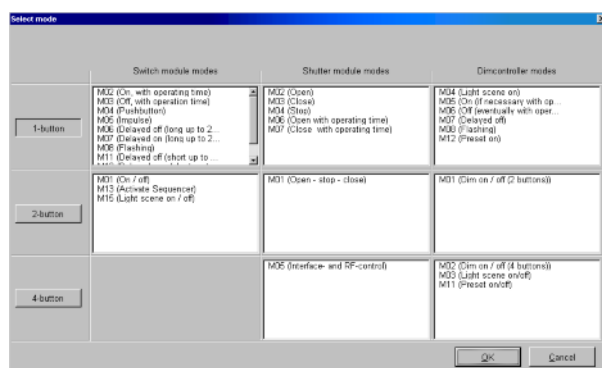 Select mode
Switch module modes
Shutter module modes
Dimcontroller modes
1-button
M02 (On, with operating time)
M03 (Off, with operation time)
M04 (Pushbutton)
M05 (Impulse)
M06 (Delayed off (long up to 2...
M07 (Delayed on (long up to 2...
M08 (Flashing)
M11 (Delayed off (short up to ...
M02 (Open)
M03 (Close)
M04 (Stop)
M06 (Open with operating time)
M07 (Close with operating time)
M04 (Light scene on)
M05 (On (if necessary with op...
M06 (Off (eventually with oper...
M07 (Delayed off)
M08 (Flashing)
M12 (Preset on)
2-button
M01 (On / off)
M13 (Activate Sequencer)
M15 (Light scene on / off)
M01 (Open - stop - close)
M01 (Dim on / off (2 buttons))
4-button
M05 (Interface- and RF-control)
M02 (Dim on / off (4 buttons))
M03 (Light scene on/off)
M11 (Preset on/off)
OK
Cancel